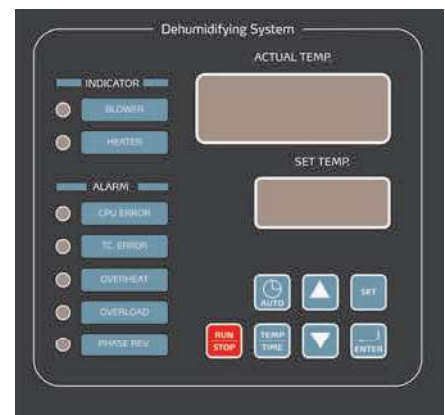 Dehumidifying System
ACTUAL TEMP.
INDICATOR
BLOWER
HEATER
SET TEMP.
ALARM
CPU ERROR
TC. ERROR
OVERHEAT
OVERLOAD
PHASE REV.
AUTO
SET
RUN
STOP
TEMP
TIME
ENTER